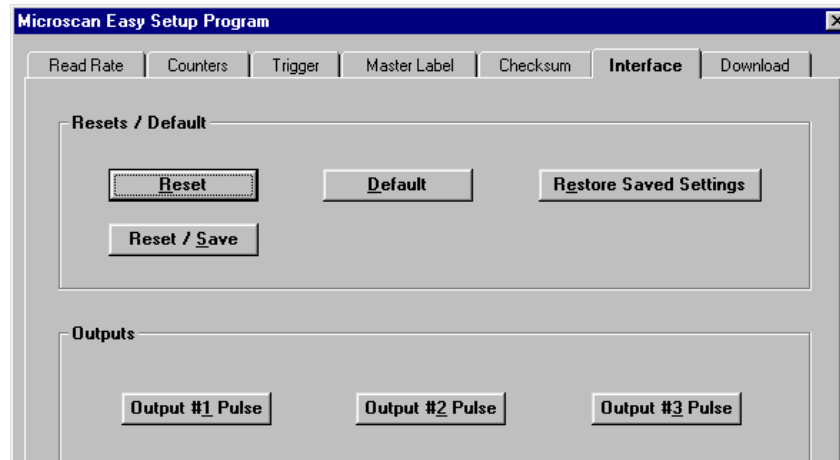 Microscan Easy Setup Program
Read Rate Counters Trigger Master Label Checksum Interface Download
Resets / Default
Reset Default Restore Saved Settings
Reset / Save
Outputs
Output #1 Pulse Output #2 Pulse Output #3 Pulse